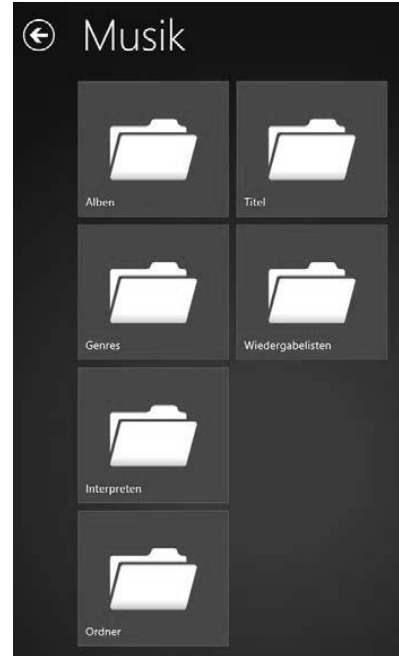 Musik
Alben
Titel
Genres
Wiedergabelisten
Interpreten
Ordner